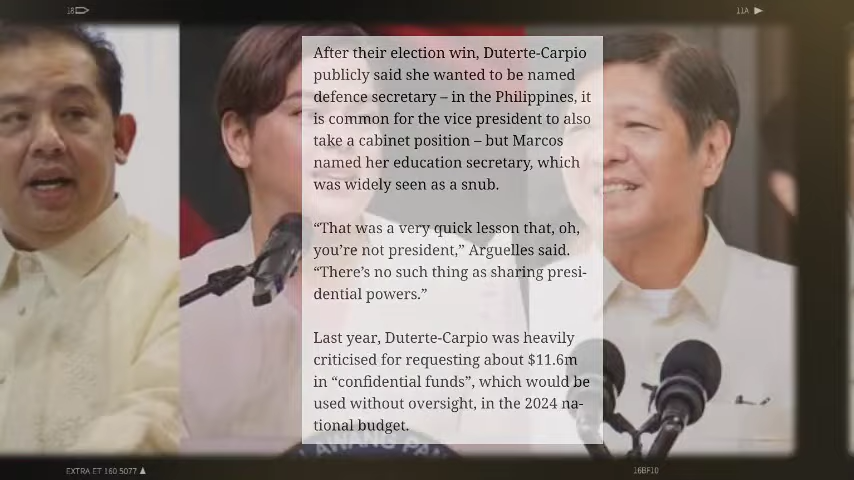 18
11A
After their election win, Duterte-Carpio
publicly said she wanted to be named
defence secretary – in the Philippines, it
is common for the vice president to also
take a cabinet position – but Marcos
named her education secretary, which
was widely seen as a snub.
“That was a very quick lesson that, oh,
you’re not president,” Arguelles said.
“There’s no such thing as sharing presi-
dential powers.”
Last year, Duterte-Carpio was heavily
criticised for requesting about $11.6m
in “confidential funds”, which would be
used without oversight, in the 2024 na-
tional budget.
EXTRA ET 160 5077
16BF10